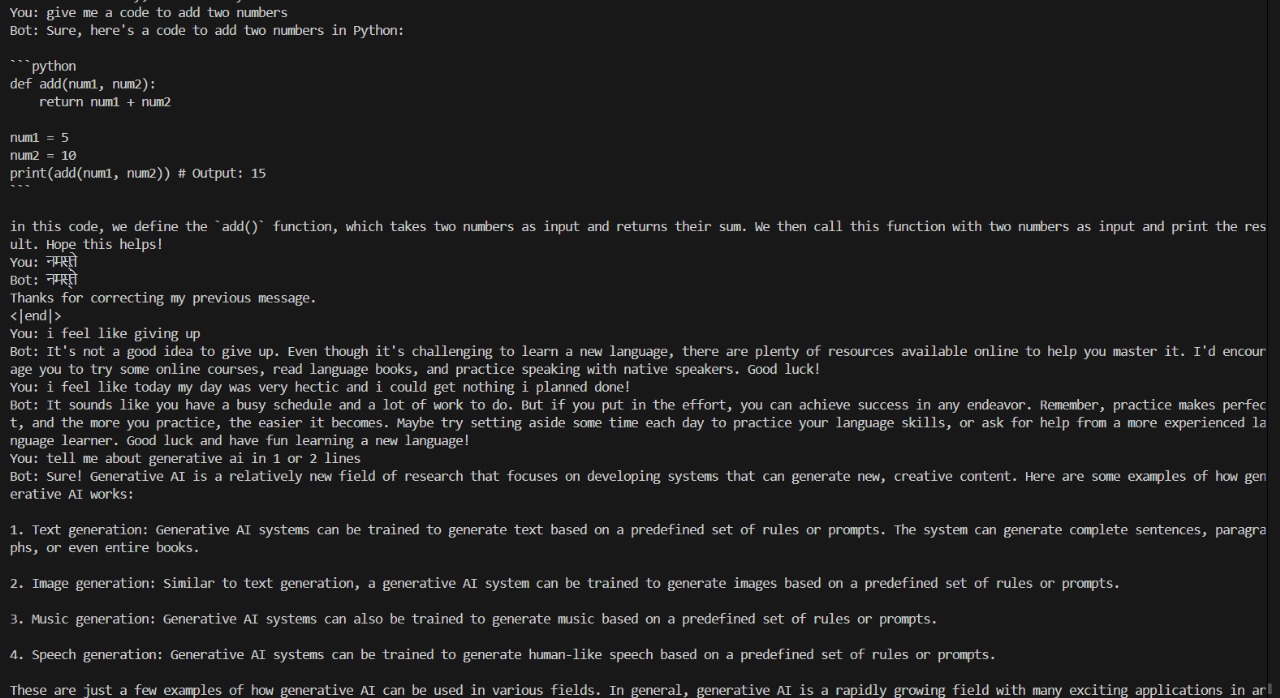 You: give me a code to add two numbers
Bot: Sure, here's a code to add two numbers in Python:
```python
def add(num1, num2):
    return num1 + num2
num1 = 5
num2 = 10
print(add(num1, num2)) # Output: 15
```
in this code, we define the `add()` function, which takes two numbers as input and returns their sum. We then call this function with two numbers as input and print the res
ult. Hope this helps!
You: नमस्ते
Bot: नमस्ते
Thanks for correcting my previous message.
<|end|>
You: i feel like giving up
Bot: It's not a good idea to give up. Even though it's challenging to learn a new language, there are plenty of resources available online to help you master it. I'd encour
age you to try some online courses, read language books, and practice speaking with native speakers. Good luck!
You: i feel like today my day was very hectic and i could get nothing i planned done!
Bot: It sounds like you have a busy schedule and a lot of work to do. But if you put in the effort, you can achieve success in any endeavor. Remember, practice makes perfec
t, and the more you practice, the easier it becomes. Maybe try setting aside some time each day to practice your language skills, or ask for help from a more experienced la
nguage learner. Good luck and have fun learning a new language!
You: tell me about generative ai in 1 or 2 lines
Bot: Sure! Generative AI is a relatively new field of research that focuses on developing systems that can generate new, creative content. Here are some examples of how gen
erative AI works:
1. Text generation: Generative AI systems can be trained to generate text based on a predefined set of rules or prompts. The system can generate complete sentences, paragra
phs, or even entire books.
2. Image generation: Similar to text generation, a generative AI system can be trained to generate images based on a predefined set of rules or prompts.
3. Music generation: Generative AI systems can also be trained to generate music based on a predefined set of rules or prompts.
4. Speech generation: Generative AI systems can be trained to generate human-like speech based on a predefined set of rules or prompts.
These are just a few examples of how generative AI can be used in various fields. In general, generative AI is a rapidly growing field with many exciting applications in ar